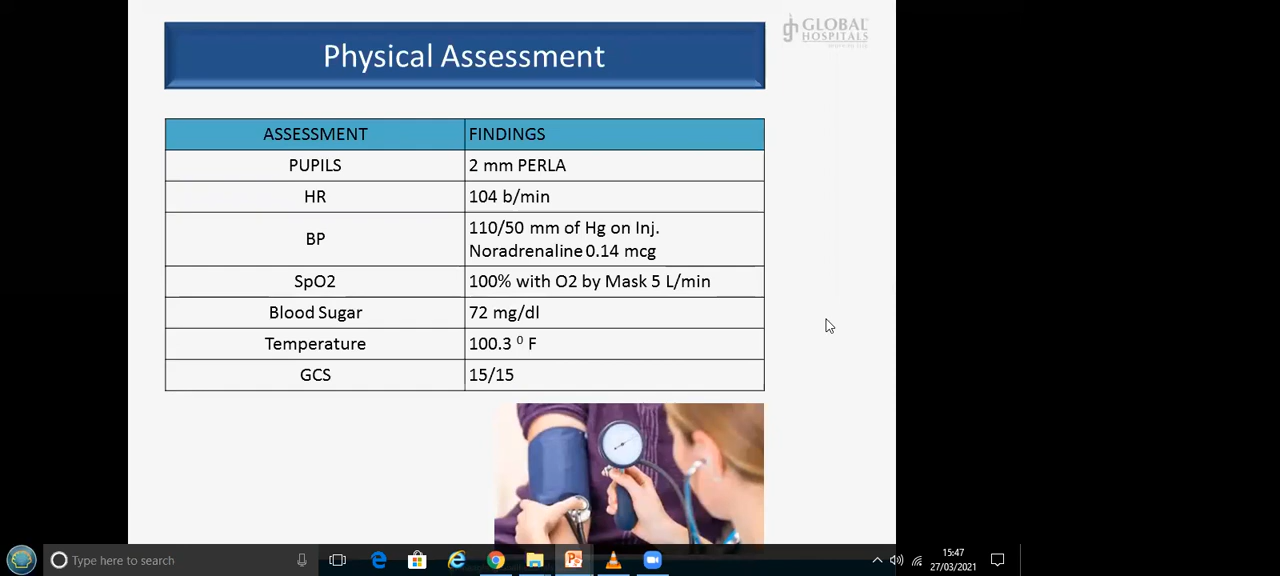 GLOBAL
HOSPITALS
Physical Assessment
ASSESSMENT FINDINGS
PUPILS 2 mm PERLA
HR 104 b/min
BP 110/50 mm of Hg on Inj.
Noradrenaline 0.14 mcg
SpO2 100% with O2 by Mask 5 L/min
Blood Sugar 72 mg/dl
Temperature 100.3 ⁰ F
GCS 15/15
Type here to search
15:47
27/03/2021